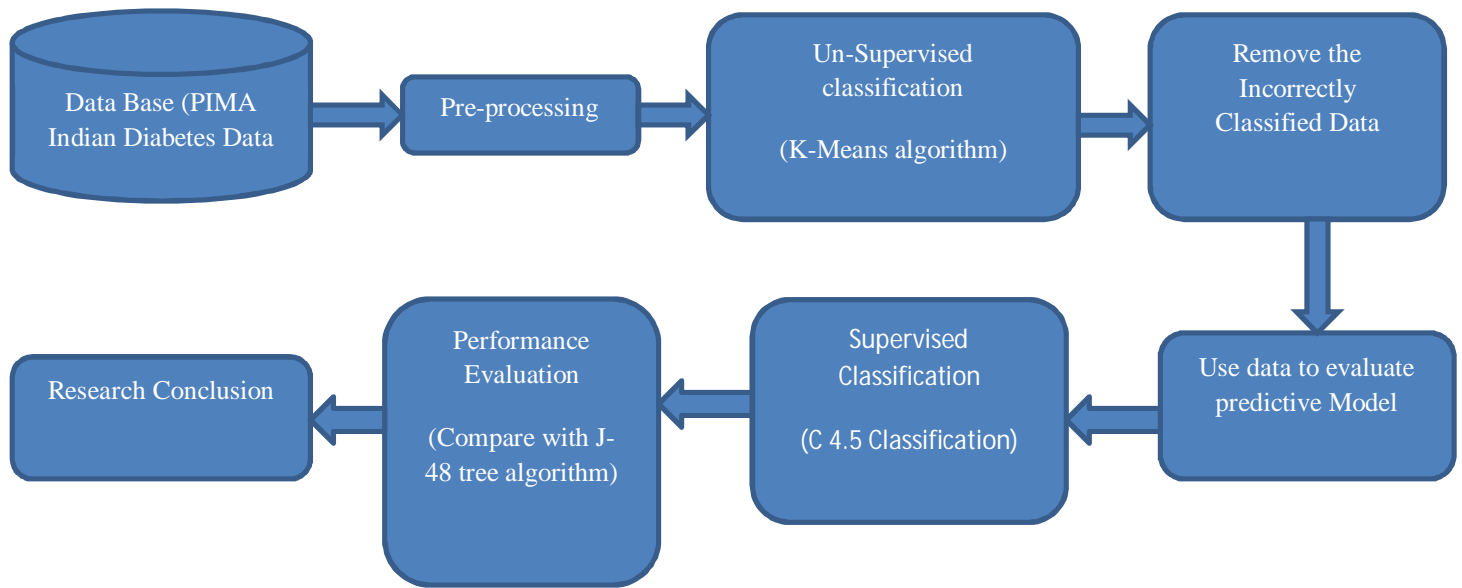 Data Base (PIMA
Indian Diabetes Data
Pre-processing
Un-Supervised
classification
(K-Means algorithm)
Remove the
Incorrectly
Classified Data
Use data to evaluate
predictive Model
Supervised
Classification
(C 4.5 Classification)
Performance
Evaluation
(Compare with J-
48 tree algorithm)
Research Conclusion